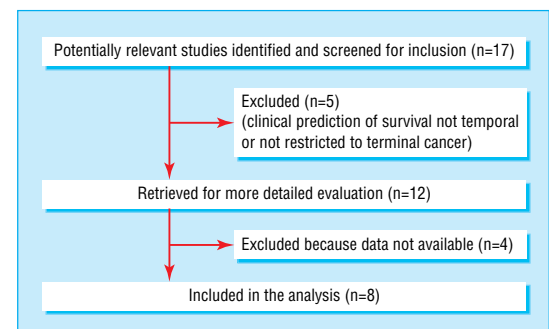 Potentially relevant studies identified and screened for inclusion (n=17)
Excluded (n=5)
(clinical prediction of survival not temporal
or not restricted to terminal cancer)
Retrieved for more detailed evaluation (n=12)
Excluded because data not available (n=4)
Included in the analysis (n=8)